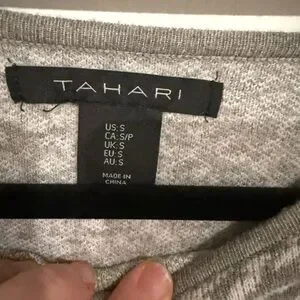 TAHARI
US:S
CA:S/P
UK:S
EU:S
AU:S
MADE IN
CHINA